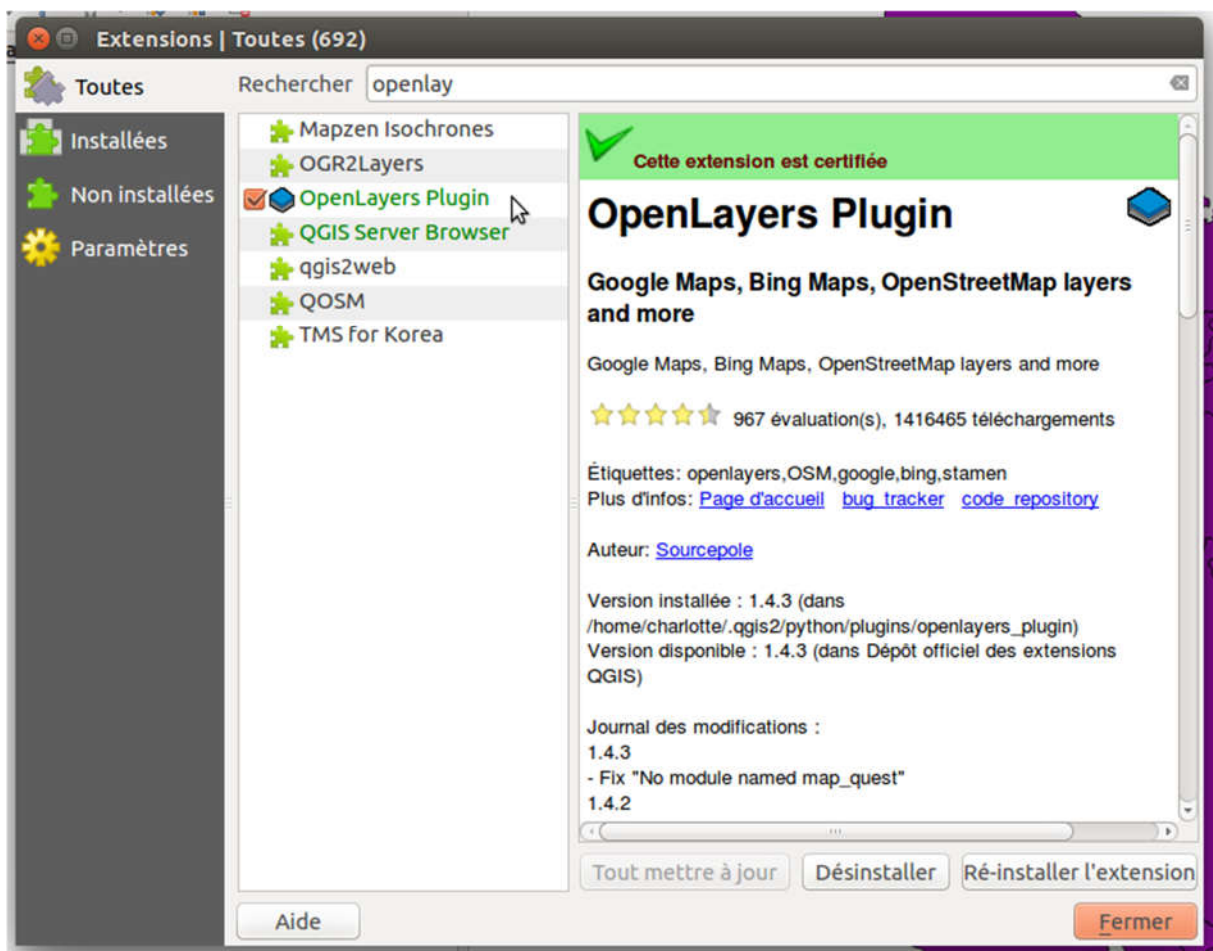 Extensions | Toutes (692)
Toutes
Rechercher openlay
Installées
Non installées
Paramètres
Mapzen Isochrones
OGR2Layers
OpenLayers Plugin
QGIS Server Browser
qgis2web
QOSM
TMS for Korea
Cette extension est certifiée
OpenLayers Plugin
Google Maps, Bing Maps, OpenStreetMap layers
and more
Google Maps, Bing Maps, OpenStreetMap layers and more
967 évaluation(s), 1416465 téléchargements
Étiquettes: openlayers,OSM,google,bing,stamen
Plus d'infos: Page d'accueil bug_tracker code_repository
Auteur: Sourcepole
Version installée : 1.4.3 (dans
/home/charlotte/.qgis2/python/plugins/openlayers_plugin)
Version disponible : 1.4.3 (dans Dépôt officiel des extensions
QGIS)
Journal des modifications :
1.4.3
- Fix "No module named map_quest"
1.4.2
Tout mettre à jour Désinstaller Ré-installer l'extension
Aide Fermer